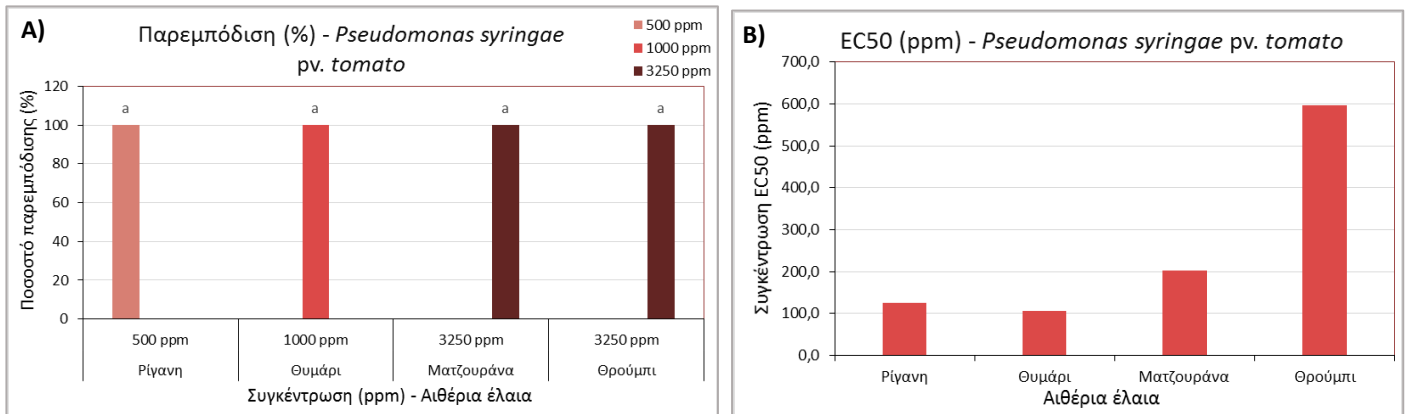 A)
Παρεμπόδιση (%) - Pseudomonas syringae
pv. tomato
500 ppm
1000 ppm
3250 ppm
Ποσοστό παρεμπόδισης (%)
120
100
80
60
40
20
0
a a a a
500 ppm 1000 ppm 3250 ppm 3250 ppm
Ρίγανη Θυμάρι Ματζουράνα Θρούμπι
Συγκέντρωση (ppm) - Αιθέρια έλαια
B)
EC50 (ppm) - Pseudomonas syringae pv. tomato
Συγκέντρωση EC50 (ppm)
700,0
600,0
500,0
400,0
300,0
200,0
100,0
0,0
Ρίγανη Θυμάρι Ματζουράνα Θρούμπι
Αιθέρια έλαια